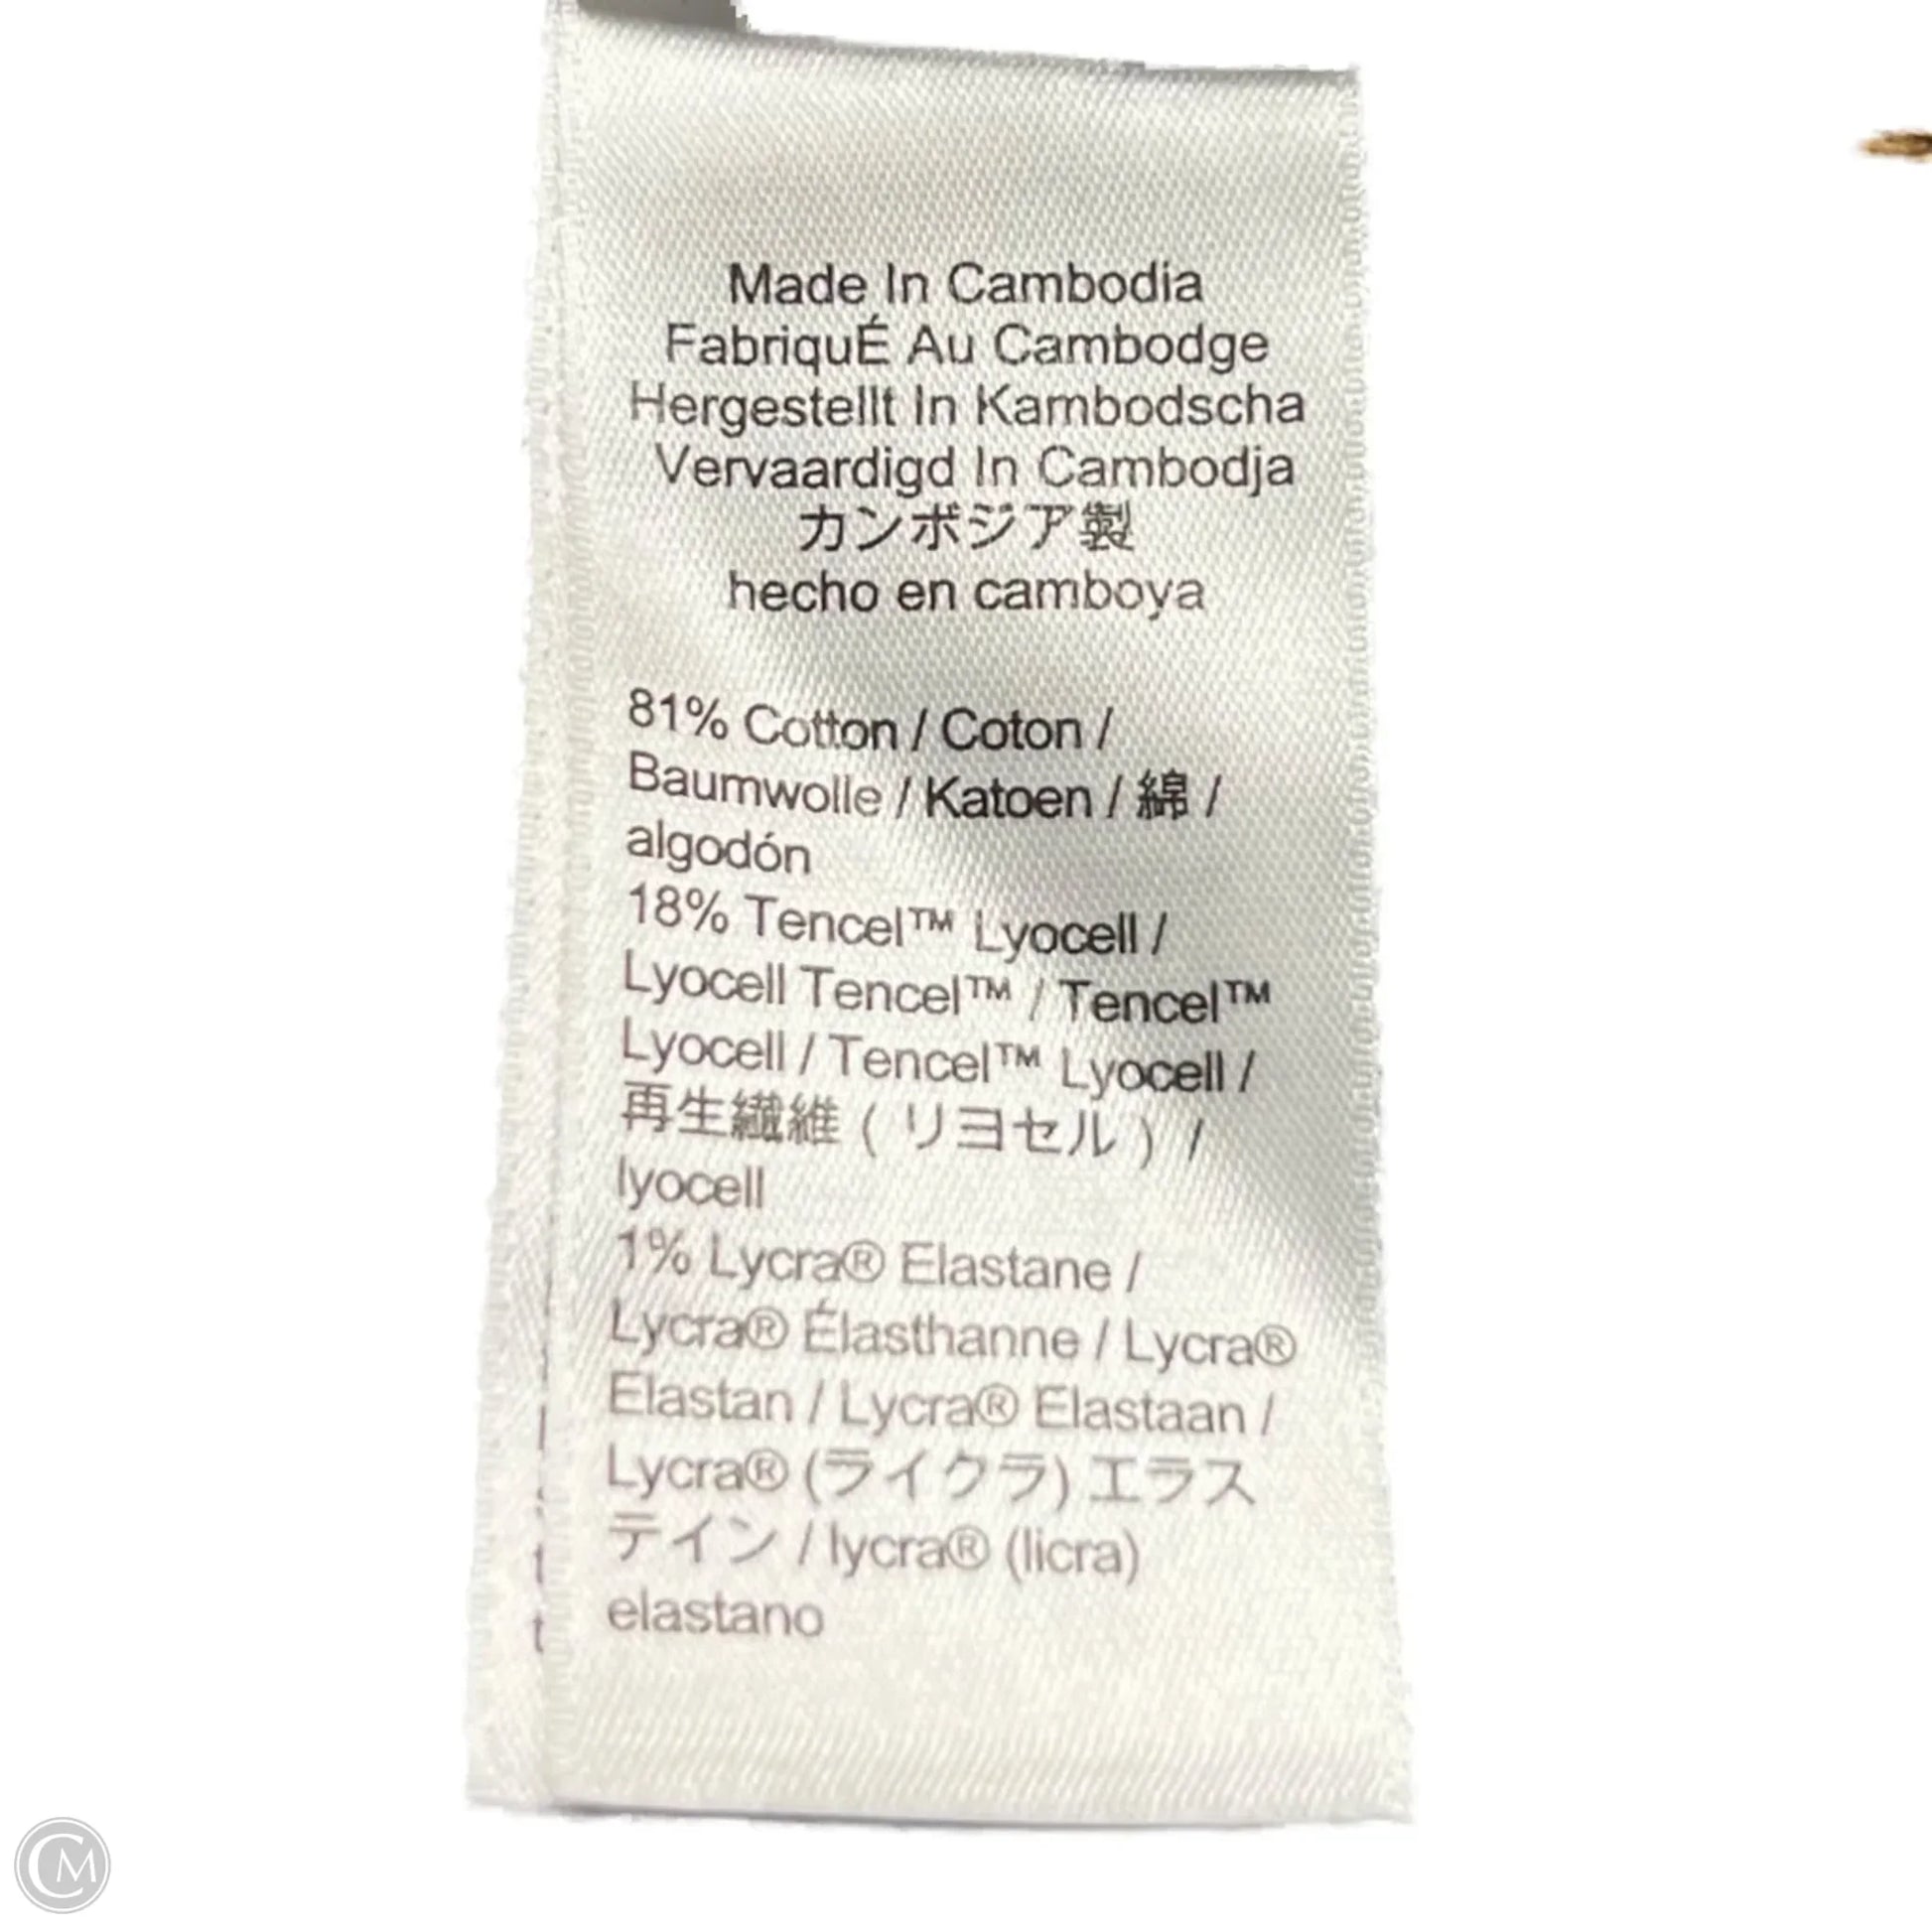 Made In Cambodia
FabriquÉ Au Cambodge
Hergestellt In Kambodscha
Vervaardigd In Cambodja
カンボジア製
hecho en camboya
81% Cotton / Coton /
Baumwolle / Katoen / 綿 /
algodón
18% Tencel™ Lyocell /
Lyocell Tencel™ / Tencel™
Lyocell / Tencel™ Lyocell /
再生繊維 ( リヨセル ) /
lyocell
1% Lycra® Elastane /
Lycra® Élasthanne / Lycra®
Elastan / Lycra® Elastaan /
Lycra® (ライクラ) エラス
テイン / lycra® (licra)
elastano
CM